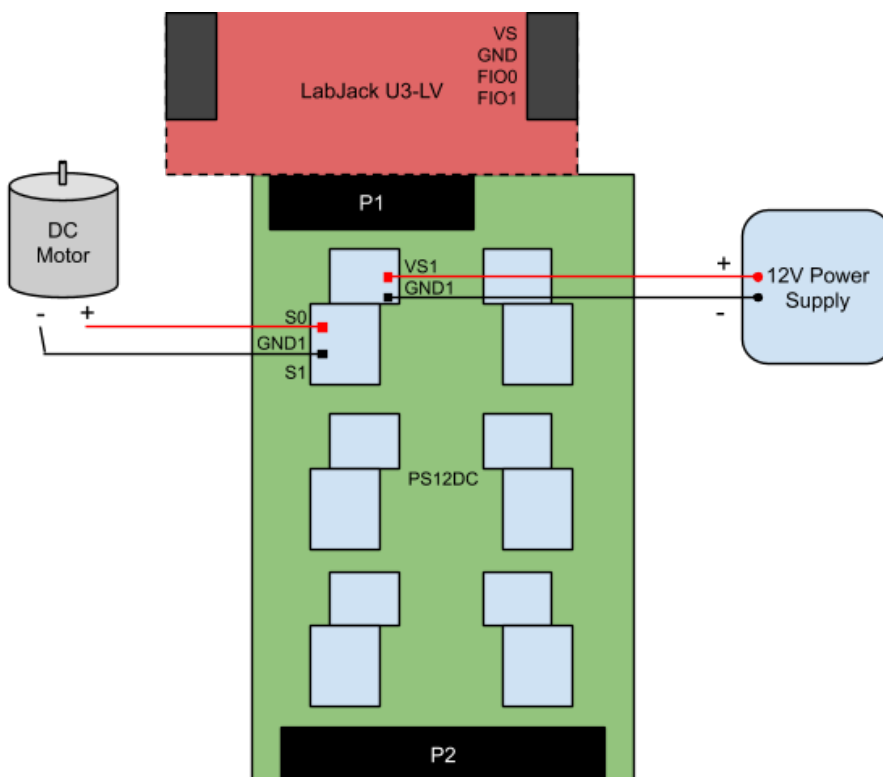 VS
GND
LabJack U3-LV
FIO0
FIO1
P1
DC
Motor
VS1
+
12V Power
GND1
Supply
-
- +
S0
GND1
S1
PS12DC
P2